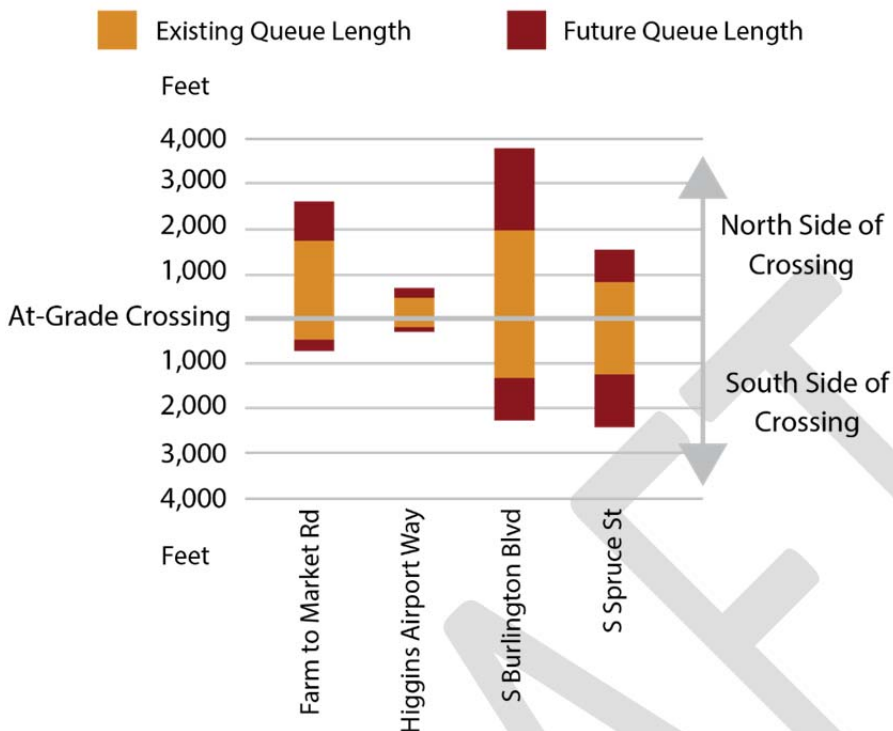 Existing Queue Length
Future Queue Length
Feet
4,000
3,000
2,000
1,000
At-Grade Crossing
1,000
2,000
3,000
4,000
Feet
North Side of
Crossing
South Side of
Crossing
Farm to Market Rd
Higgins Airport Way
S Burlington Blvd
S Spruce St